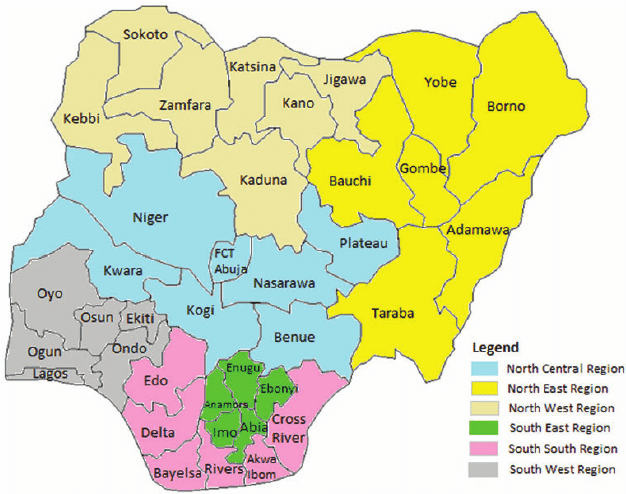 Sokoto
Katsina
Jigawa
Yobe
Borno
Zamfara
Kano
Kebbi
Kaduna
Bauchi
Gombe
Niger
Adamawa
Plateau
FCT
Abuja
Kwara
Nasarawa
Oyo
Kogi
Taraba
Osun
Ekiti
Benue
Ogun
Ondo
Lagos
Edo
Enugu
Ebonyi
Anambra
Delta
Imo
Abia
Cross
River
Bayelsa
Rivers
Akwa
Ibom
Legend
North Central Region
North East Region
North West Region
South East Region
South South Region
South West Region